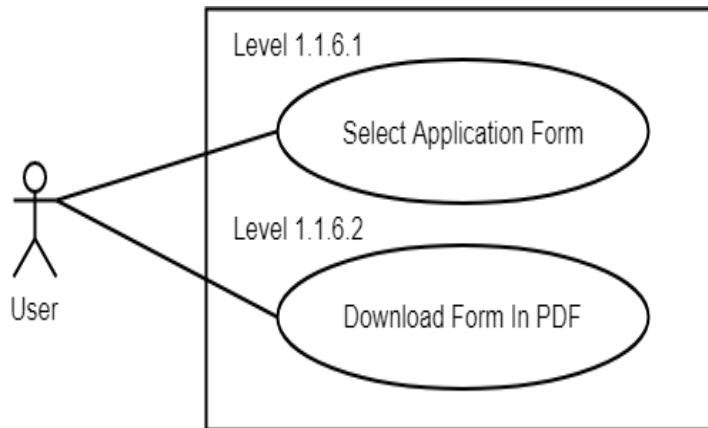 Level 1.1.6.1
Select Application Form
Level 1.1.6.2
User
Download Form In PDF